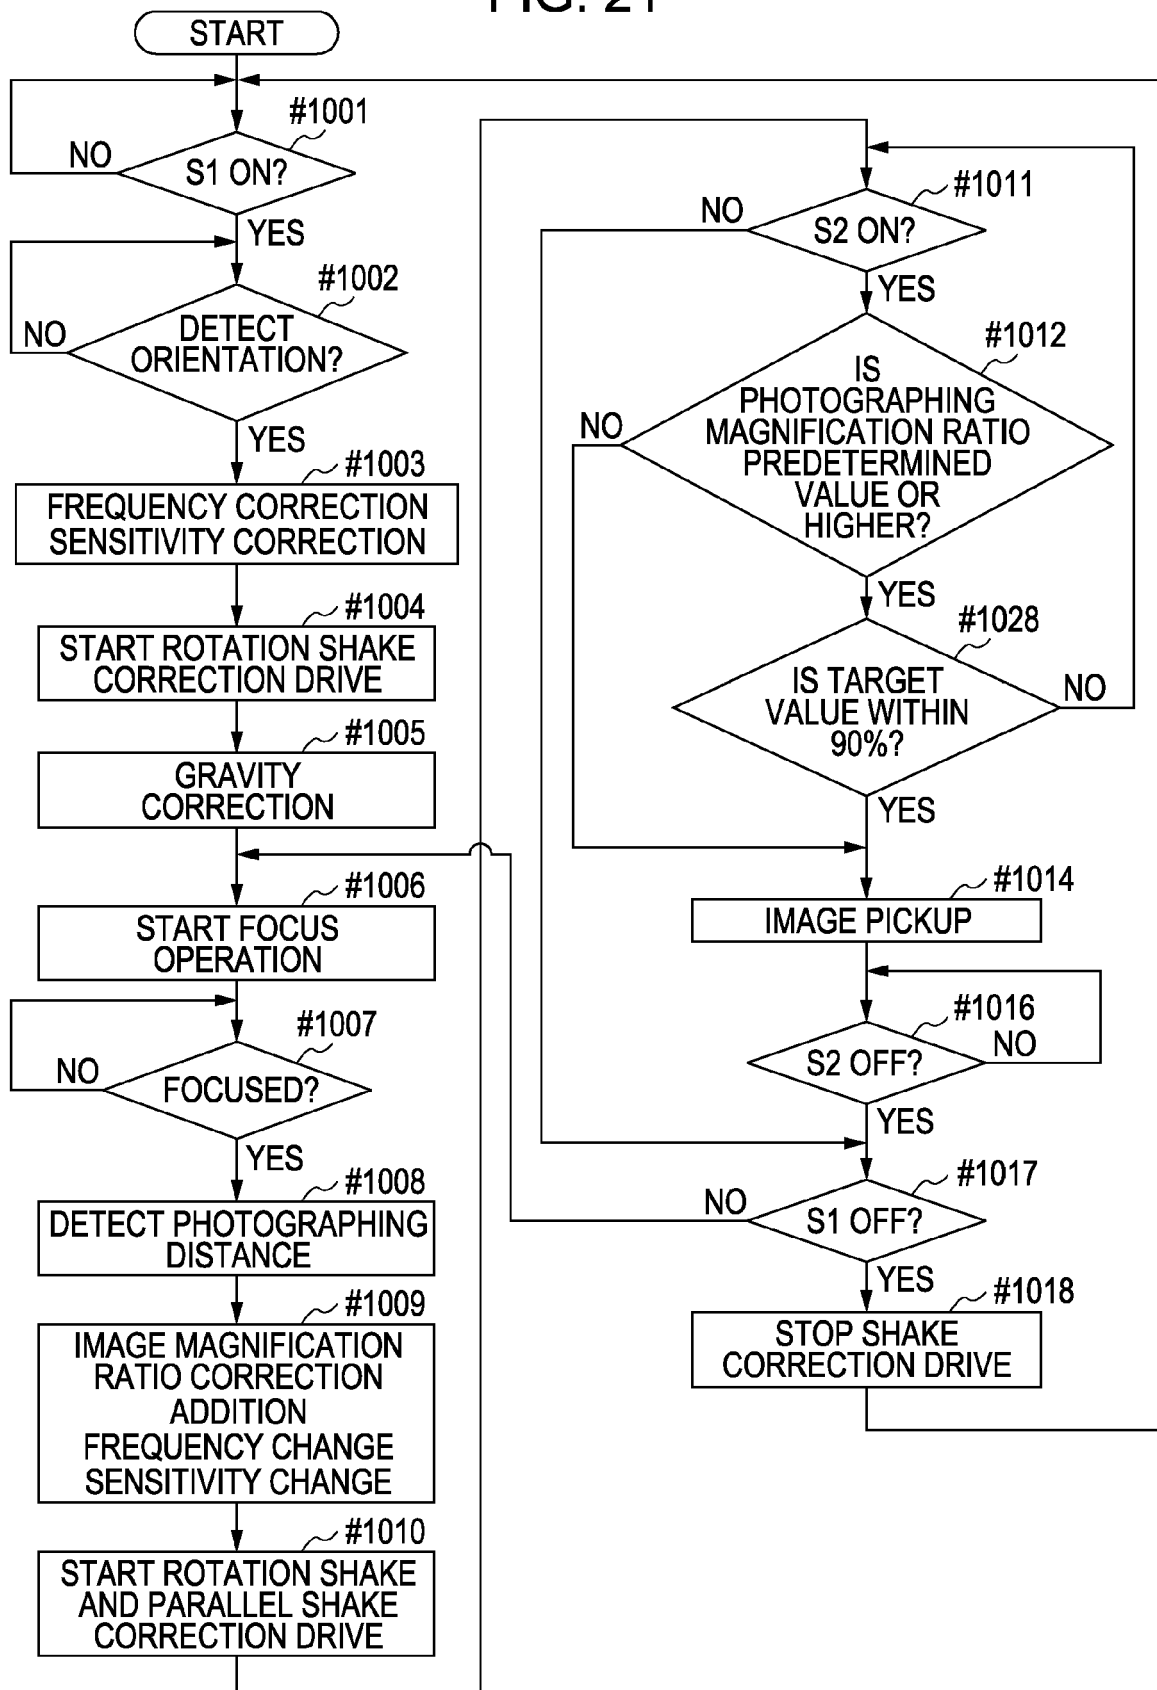 FIG. 21
START
#1001
S1 ON?
NO
YES
#1002
DETECT
ORIENTATION?
NO
YES
#1003
FREQUENCY CORRECTION
SENSITIVITY CORRECTION
#1004
START ROTATION SHAKE
CORRECTION DRIVE
#1005
GRAVITY
CORRECTION
#1006
START FOCUS
OPERATION
#1007
FOCUSED?
NO
YES
#1008
DETECT PHOTOGRAPHING
DISTANCE
#1009
IMAGE MAGNIFICATION
RATIO CORRECTION
ADDITION
FREQUENCY CHANGE
SENSITIVITY CHANGE
#1010
START ROTATION SHAKE
AND PARALLEL SHAKE
CORRECTION DRIVE
#1011
S2 ON?
NO
YES
#1012
IS
PHOTOGRAPHING
MAGNIFICATION RATIO
PREDETERMINED
VALUE OR
HIGHER?
NO
YES
#1028
IS TARGET
VALUE WITHIN
90%?
NO
YES
#1014
IMAGE PICKUP
#1016
S2 OFF?
NO
YES
#1017
S1 OFF?
NO
YES
#1018
STOP SHAKE
CORRECTION DRIVE